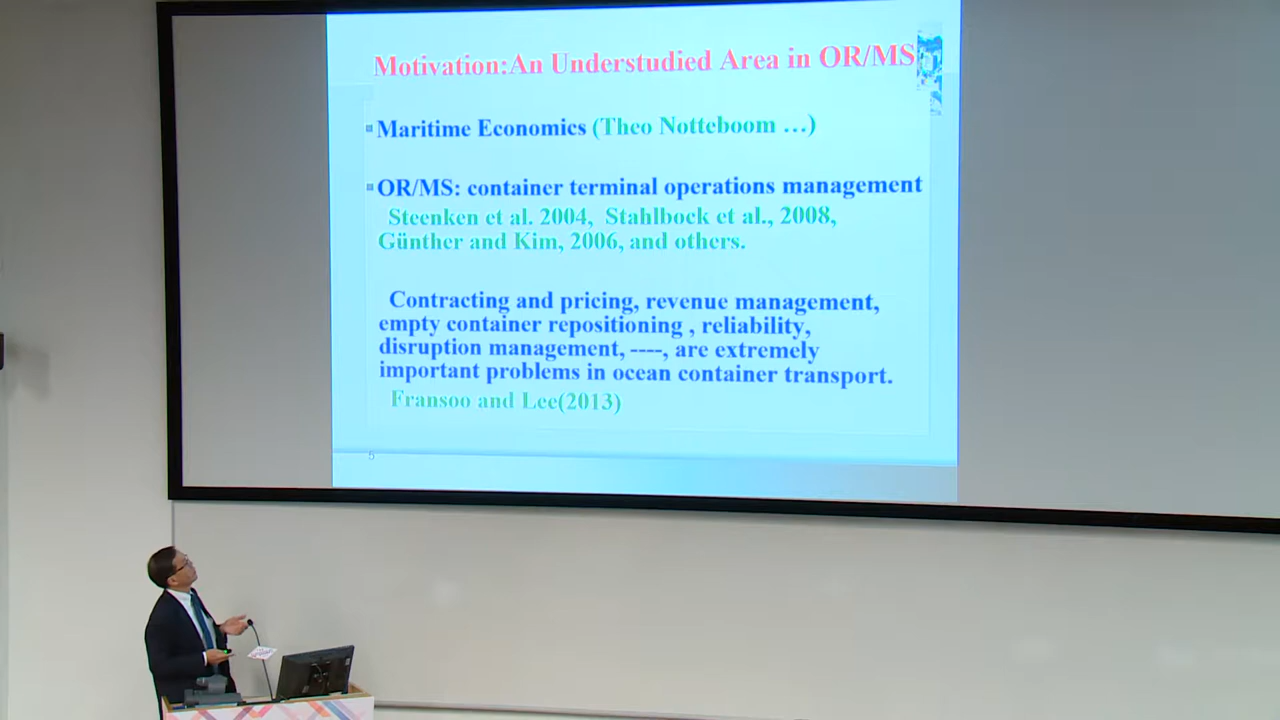 Motivation:An Understudied Area in OR/MS
Maritime Economics (Theo Notteboom …)
OR/MS: container terminal operations management
Steenken et al. 2004, Stahlbock et al., 2008,
Günther and Kim, 2006, and others.
Contracting and pricing, revenue management,
empty container repositioning , reliability,
disruption management, ----, are extremely
important problems in ocean container transport.
Fransoo and Lee(2013)
5